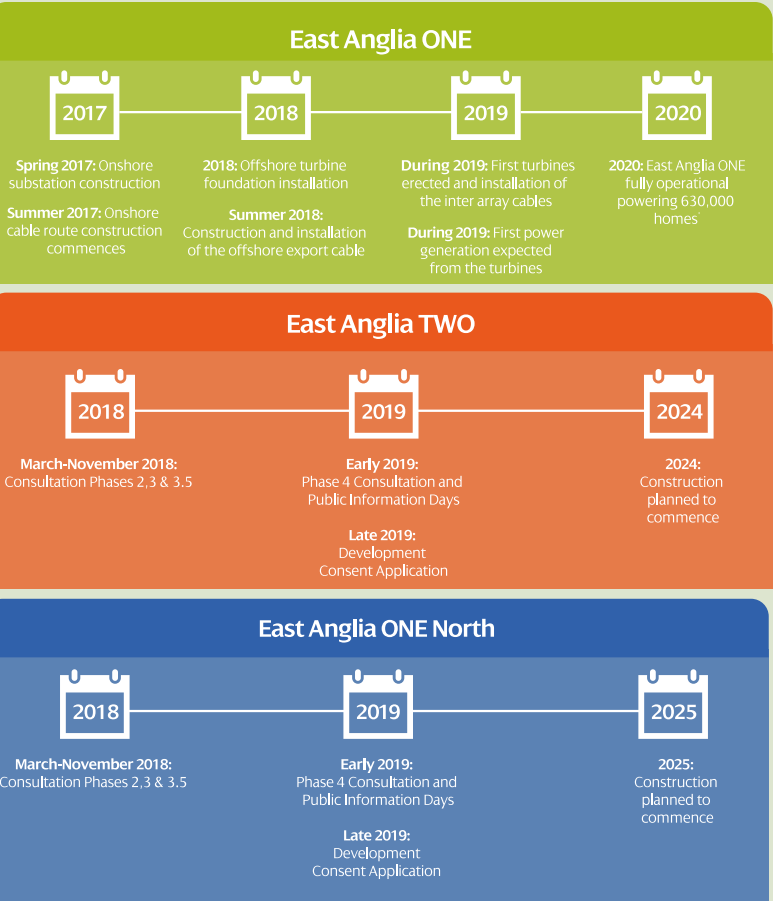 East Anglia ONE
2017
Spring 2017: Onshore
substation construction
Summer 2017: Onshore
cable route construction
commences
2018
2018: Offshore turbine
foundation installation
Summer 2018:
Construction and installation
of the offshore export cable
2019
During 2019: First turbines
erected and installation of
the inter array cables
During 2019: First power
generation expected
from the turbines
2020
2020: East Anglia ONE
fully operational
powering 630,000
homes*
East Anglia TWO
2018
March-November 2018:
Consultation Phases 2,3 & 3.5
2019
Early 2019:
Phase 4 Consultation and
Public Information Days
Late 2019:
Development
Consent Application
2024
2024:
Construction
planned to
commence
East Anglia ONE North
2018
March-November 2018:
Consultation Phases 2,3 & 3.5
2019
Early 2019:
Phase 4 Consultation and
Public Information Days
Late 2019:
Development
Consent Application
2025
2025:
Construction
planned to
commence